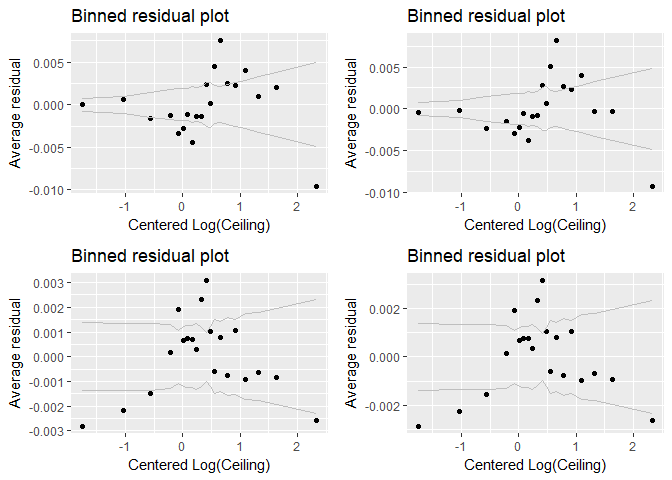 Binned residual plot
Average residual
0.005
0.000
-0.005
-0.010
-1
0
1
2
Centered Log(Ceiling)
Binned residual plot
Average residual
0.005
0.000
-0.005
-0.010
-1
0
1
2
Centered Log(Ceiling)
Binned residual plot
Average residual
0.003
0.002
0.001
0.000
-0.001
-0.002
-0.003
-1
0
1
2
Centered Log(Ceiling)
Binned residual plot
Average residual
0.002
0.000
-0.002
-1
0
1
2
Centered Log(Ceiling)